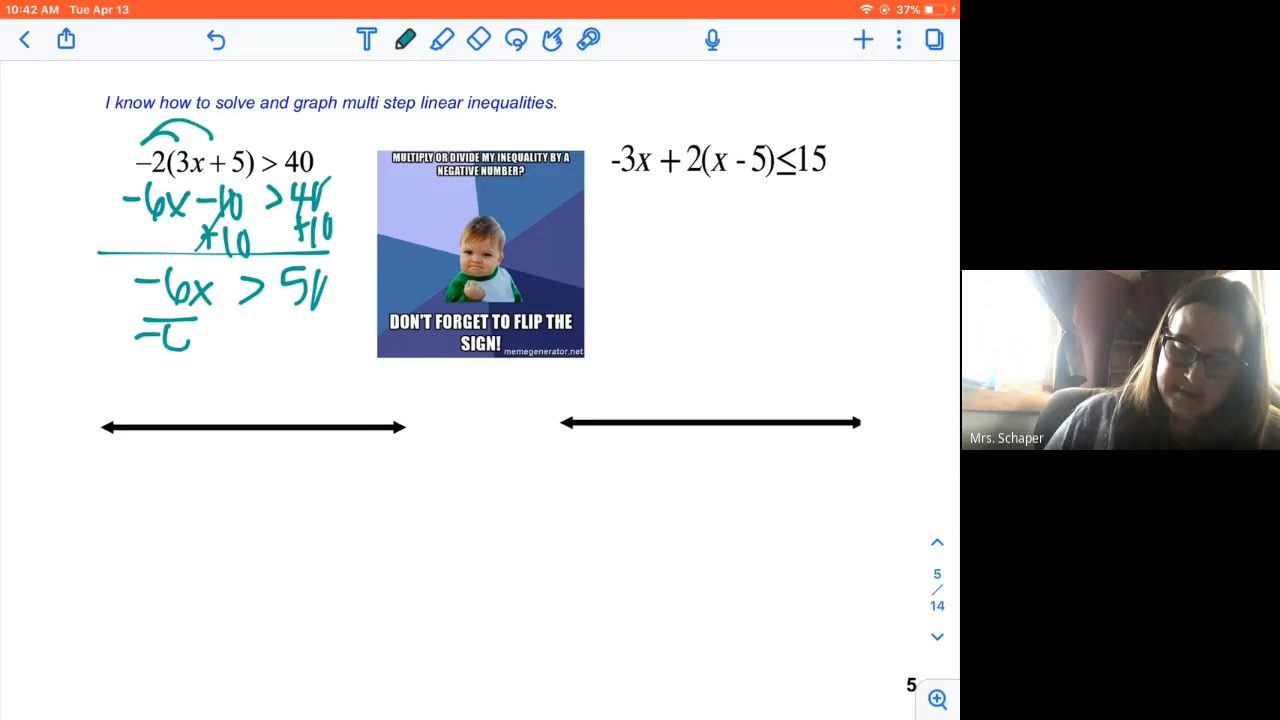 10:42 AM Tue Apr 13
37%
T
I know how to solve and graph multi step linear inequalities.
–2(3x + 5) > 40
-6x -10 > 40
+10 +10
-6x > 50
-6
MULTIPLY OR DIVIDE MY INEQUALITY BY A
NEGATIVE NUMBER?
DON'T FORGET TO FLIP THE
SIGN!
memegenerator.net
-3x + 2(x - 5)≤15
Mrs. Schaper
5
/
14
5